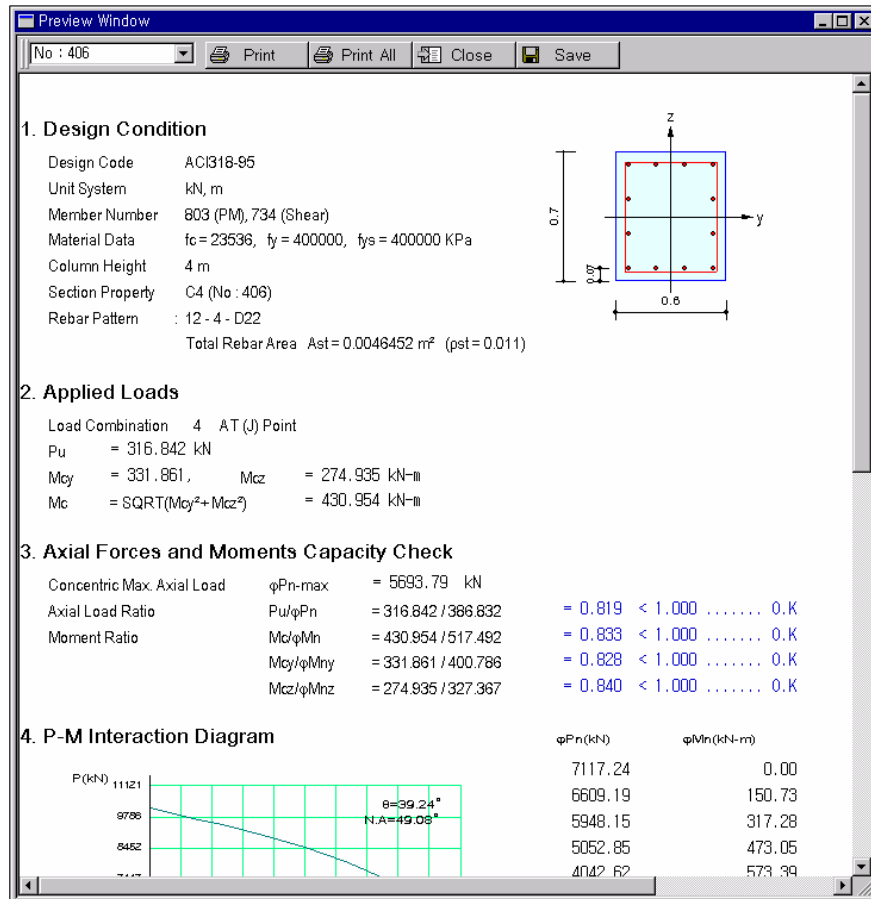 Preview Window
No : 406 Print Print All Close Save
1. Design Condition
Design Code ACI318-95
Unit System kN, m
Member Number 803 (PM), 734 (Shear)
Material Data fc = 23536, fy = 400000, fys = 400000 KPa
Column Height 4 m
Section Property C4 (No : 406)
Rebar Pattern : 12 - 4 - D22
Total Rebar Area Ast = 0.0046452 m² (ρst = 0.011)
z
y
0.7
0.07
0.6
2. Applied Loads
Load Combination 4 AT (J) Point
Pu = 316.842 kN
Mcy = 331.861, Mcz = 274.935 kN-m
Mc = SQRT(Mcy²+Mcz²) = 430.954 kN-m
3. Axial Forces and Moments Capacity Check
Concentric Max. Axial Load φPn-max = 5693.79 kN
Axial Load Ratio Pu/φPn = 316.842 / 386.832 = 0.819 < 1.000 ....... O.K
Moment Ratio Mc/φMn = 430.954 / 517.492 = 0.833 < 1.000 ....... O.K
Mcy/φMny = 331.861 / 400.786 = 0.828 < 1.000 ....... O.K
Mcz/φMnz = 274.935 / 327.367 = 0.840 < 1.000 ....... O.K
4. P-M Interaction Diagram
φPn(kN) φMn(kN-m)
7117.24 0.00
6609.19 150.73
5948.15 317.28
5052.85 473.05
4042.62 573.39
P(kN)
11121
9786
8452
θ=39.24°
N.A=49.08°